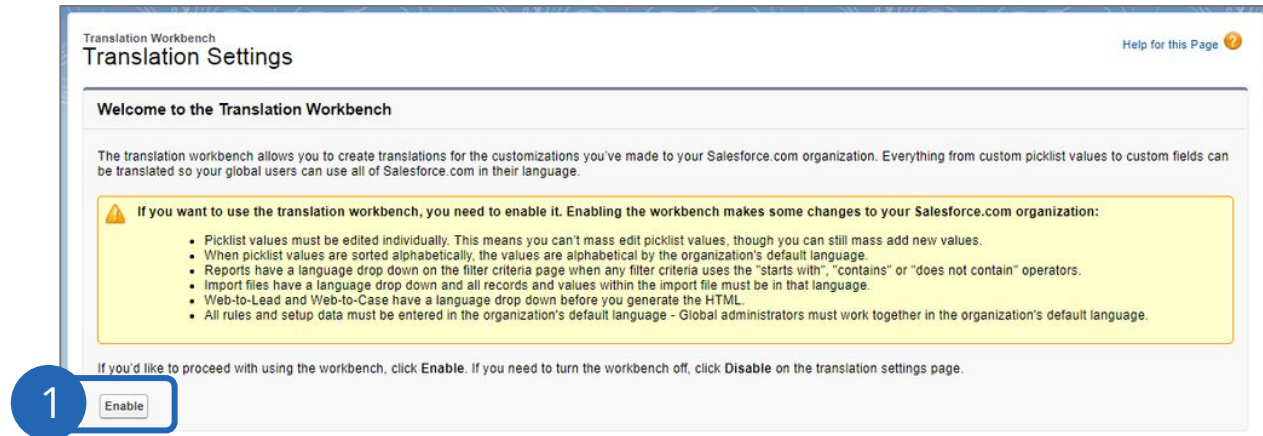 Translation Workbench
Translation Settings
Help for this Page
Welcome to the Translation Workbench
The translation workbench allows you to create translations for the customizations you've made to your Salesforce.com organization. Everything from custom picklist values to custom fields can
be translated so your global users can use all of Salesforce.com in their language.
If you want to use the translation workbench, you need to enable it. Enabling the workbench makes some changes to your Salesforce.com organization:
• Picklist values must be edited individually. This means you can't mass edit picklist values, though you can still mass add new values.
• When picklist values are sorted alphabetically, the values are alphabetical by the organization's default language.
• Reports have a language drop down on the filter criteria page when any filter criteria uses the "starts with", "contains" or "does not contain" operators.
• Import files have a language drop down and all records and values within the import file must be in that language.
• Web-to-Lead and Web-to-Case have a language drop down before you generate the HTML.
• All rules and setup data must be entered in the organization's default language - Global administrators must work together in the organization's default language.
If you'd like to proceed with using the workbench, click Enable. If you need to turn the workbench off, click Disable on the translation settings page.
1
Enable